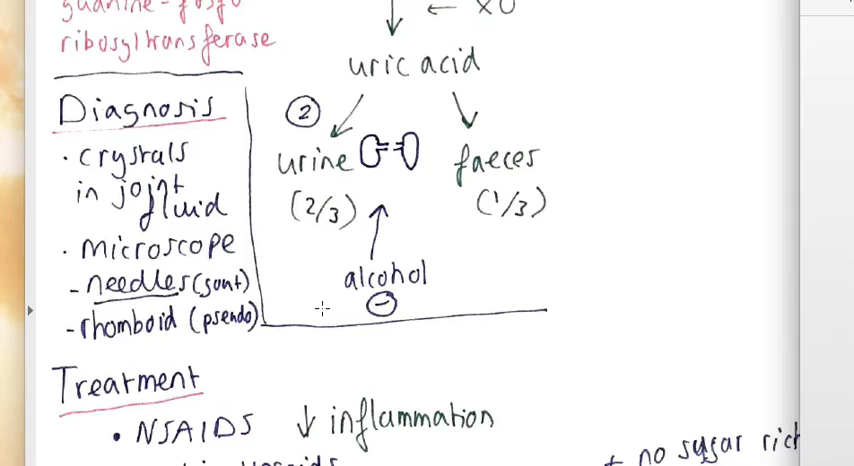 guanine-fosfo
ribosyltransferase
← XO
uric acid
Diagnosis
②
• crystals
in joint
fluid
urine
faeces
(2/3)
(1/3)
• microscope
- needles (gout)
- rhomboid (pseudo)
alcohol
⊖
Treatment
• NSAIDS ↓ inflammation
+ no sugar rich